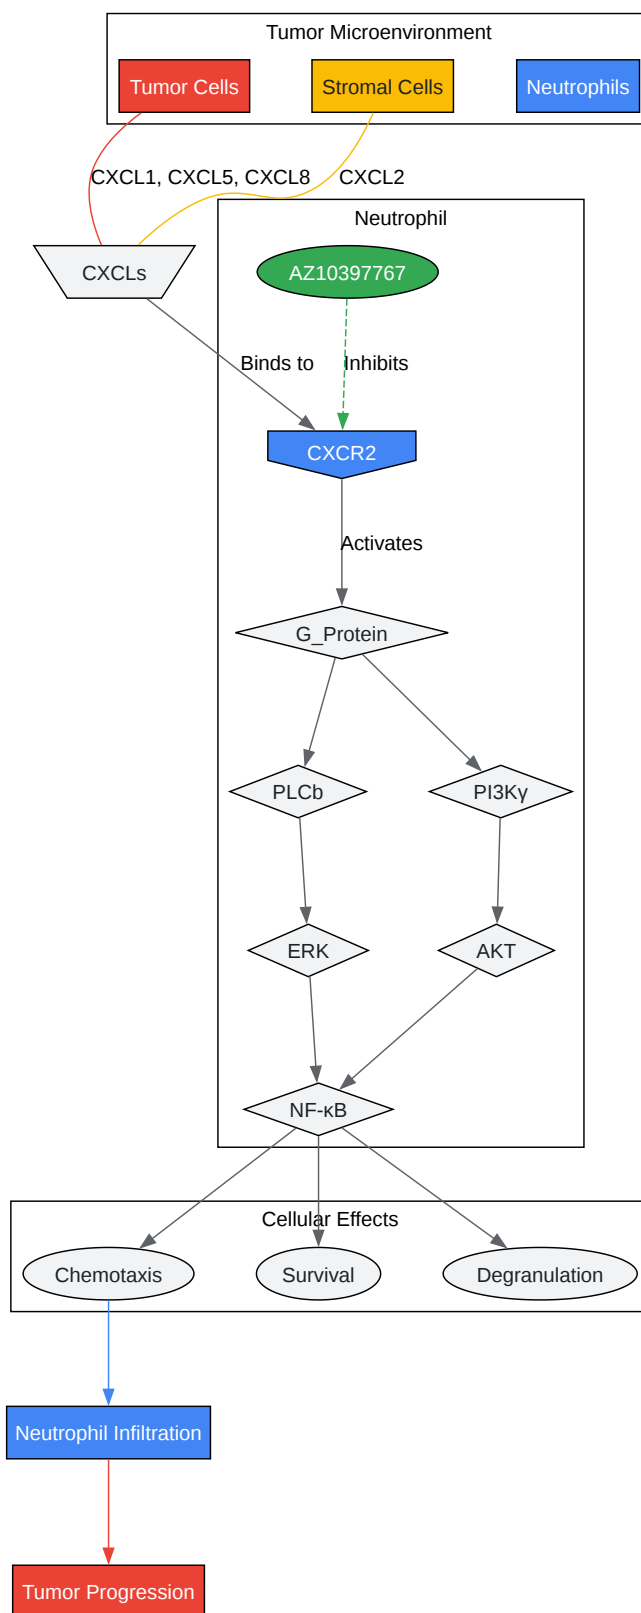 Tumor Microenvironment
Tumor Cells
Stromal Cells
Neutrophils
CXCL1, CXCL5, CXCL8
CXCL2
Neutrophil
CXCLs
AZ10397767
Binds to
Inhibits
CXCR2
Activates
G_Protein
PLCb
PI3Kγ
ERK
AKT
NF-κB
Cellular Effects
Chemotaxis
Survival
Degranulation
Neutrophil Infiltration
Tumor Progression